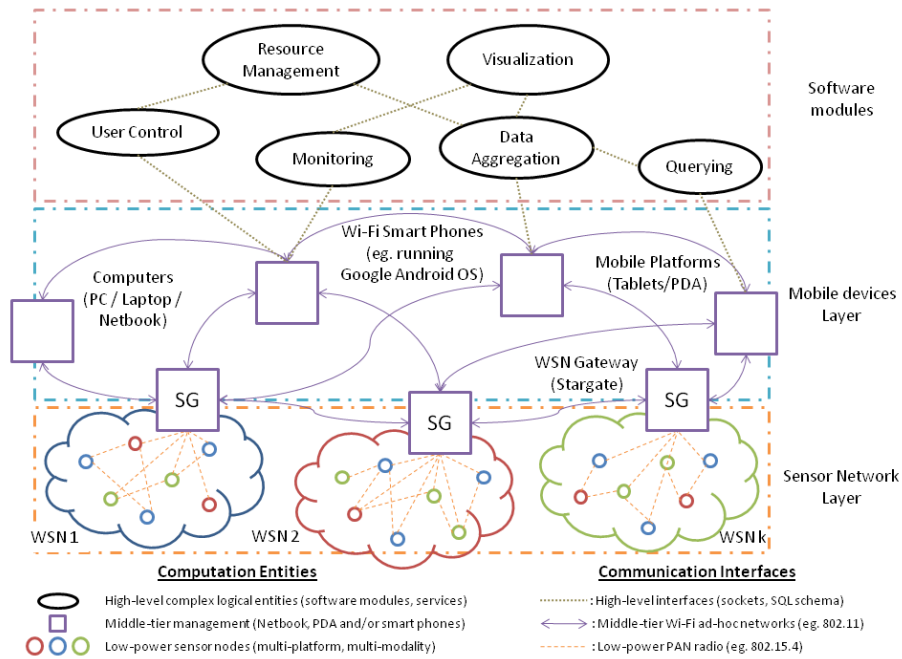 Resource
Management
Visualization
Software
modules
User Control
Monitoring
Data
Aggregation
Querying
Wi-Fi Smart Phones
(eg. running
Google Android OS)
Computers
(PC / Laptop /
Netbook)
Mobile Platforms
(Tablets/PDA)
Mobile devices
Layer
WSN Gateway
(Stargate)
SG
SG
SG
Sensor Network
Layer
WSN 1
WSN 2
WSN k
Computation Entities
High-level complex logical entities (software modules, services)
Middle-tier management (Netbook, PDA and/or smart phones)
Low-power sensor nodes (multi-platform, multi-modality)
Communication Interfaces
: High-level interfaces (sockets, SQL schema)
: Middle-tier Wi-Fi ad-hoc networks (eg. 802.11)
: Low-power PAN radio (eg. 802.15.4)